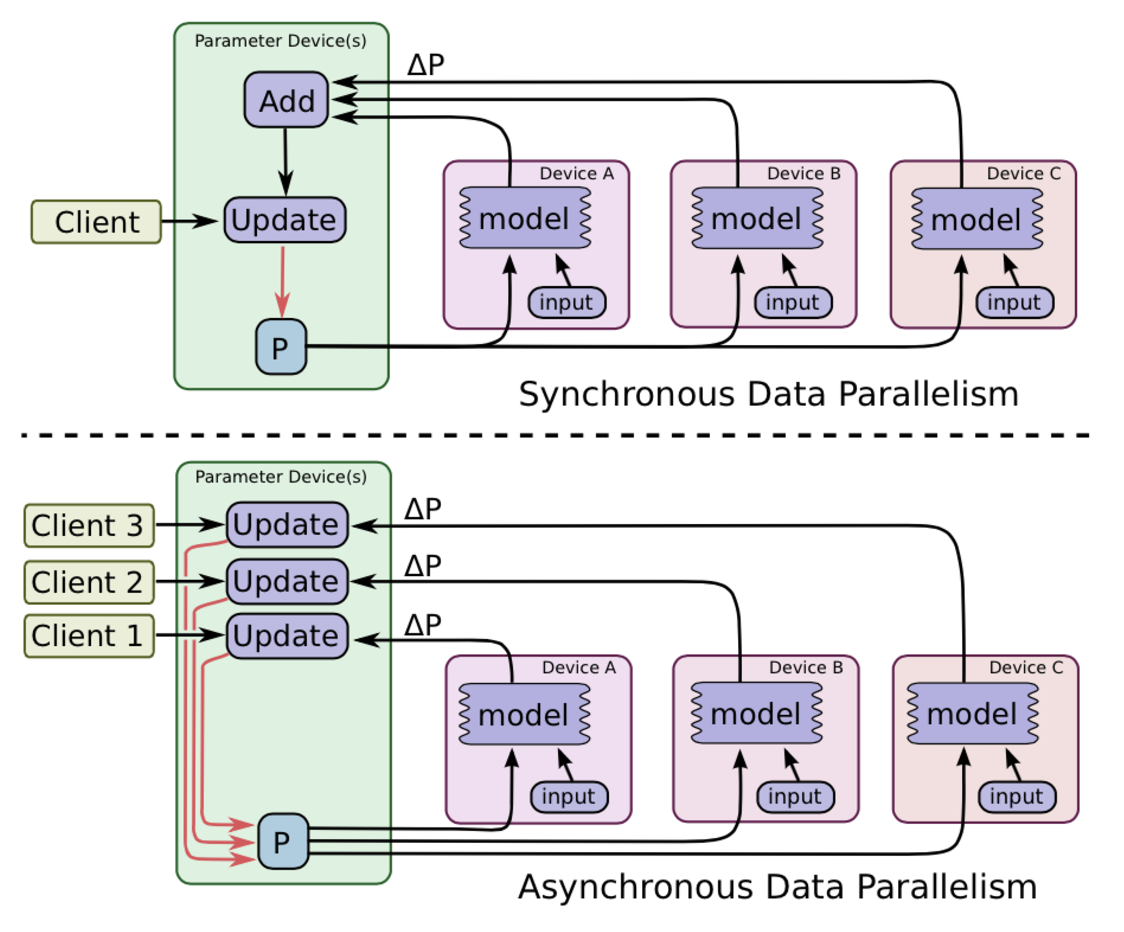 Parameter Device(s)
ΔP
Add
Device A
Device B
Device C
Client
Update
model
model
model
input
input
input
P
Synchronous Data Parallelism
Parameter Device(s)
Client 3
Update
ΔP
Client 2
Update
ΔP
Client 1
Update
ΔP
Device A
Device B
Device C
model
model
model
input
input
input
P
Asynchronous Data Parallelism